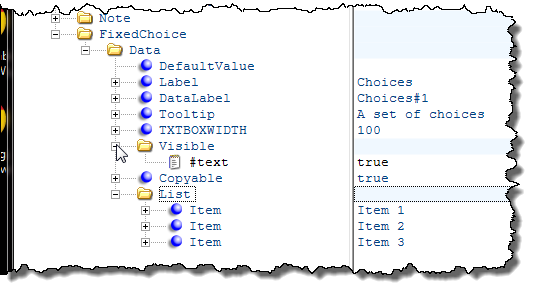 Note
FixedChoice
Data
DefaultValue
Label Choices
DataLabel Choices#1
Tooltip A set of choices
TXTBOXWIDTH 100
Visible
#text true
Copyable true
List
Item Item 1
Item Item 2
Item Item 3